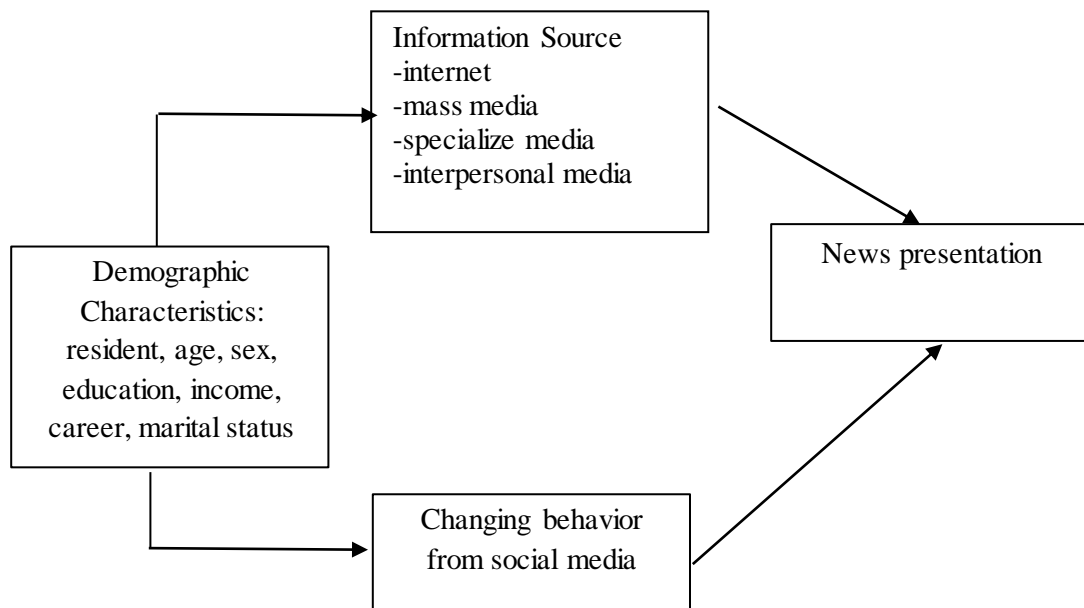 Information Source
-internet
-mass media
-specialize media
-interpersonal media
News presentation
Demographic
Characteristics:
resident, age, sex,
education, income,
career, marital status
Changing behavior
from social media